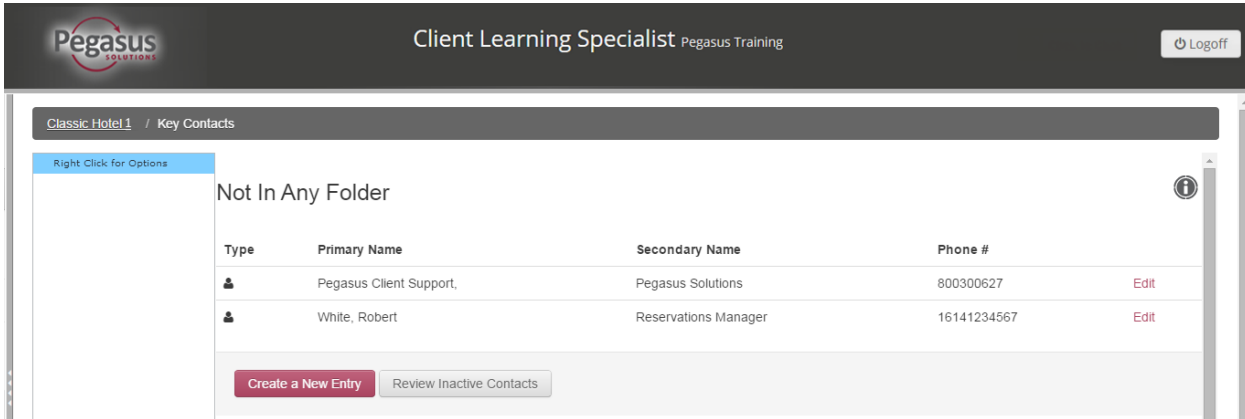 Pegasus
SOLUTIONS
Client Learning Specialist Pegasus Training
Logoff
Classic Hotel 1 / Key Contacts
Right Click for Options
Not In Any Folder
Type Primary Name Secondary Name Phone #
Pegasus Client Support, Pegasus Solutions 800300627 Edit
White, Robert Reservations Manager 16141234567 Edit
Create a New Entry Review Inactive Contacts